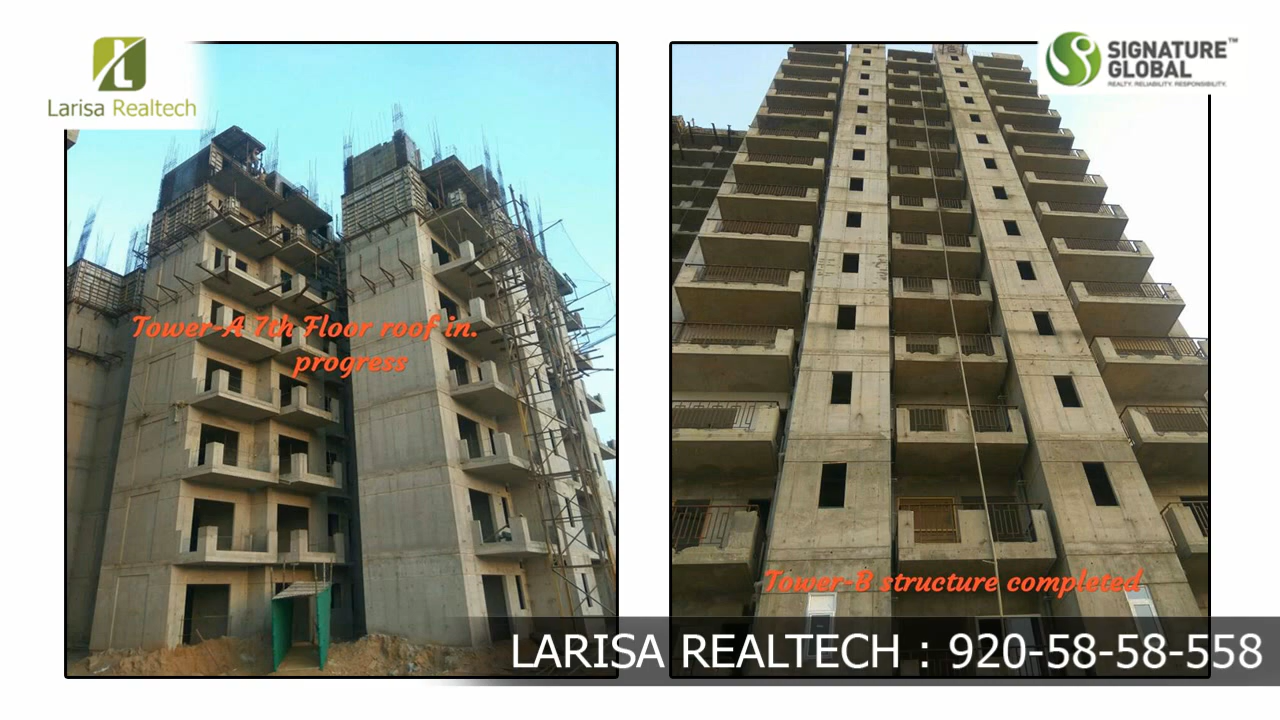 Larisa Realtech
SIGNATURE™
GLOBAL
REALTY. RELIABILITY. RESPONSIBILITY.
Tower-A 7th Floor roof in.
progress
Tower-B structure completed
LARISA REALTECH : 920-58-58-558